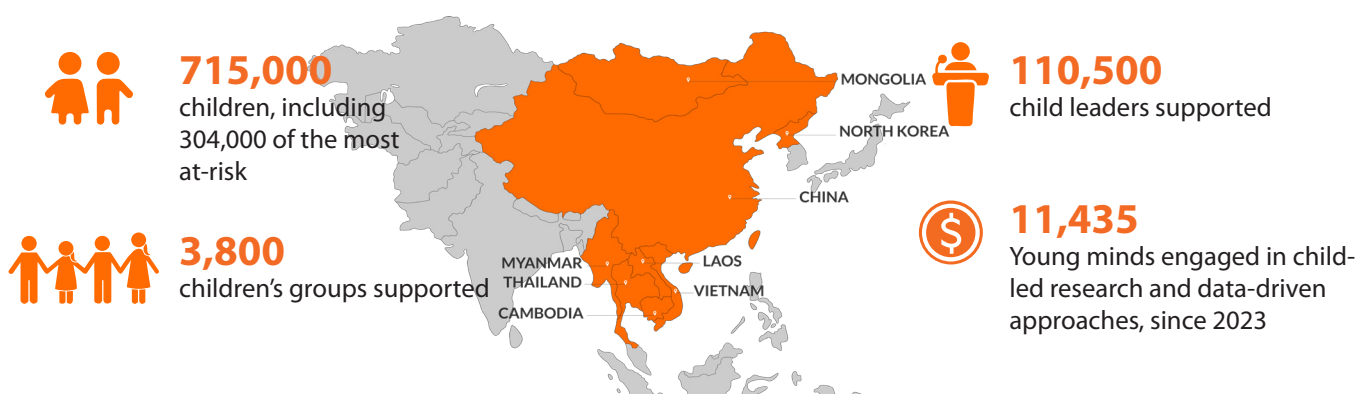 715,000
children, including
304,000 of the most
at-risk
3,800
children’s groups supported
MONGOLIA
NORTH KOREA
CHINA
MYANMAR
LAOS
THAILAND
VIETNAM
CAMBODIA
110,500
child leaders supported
$
11,435
Young minds engaged in child-
led research and data-driven
approaches, since 2023